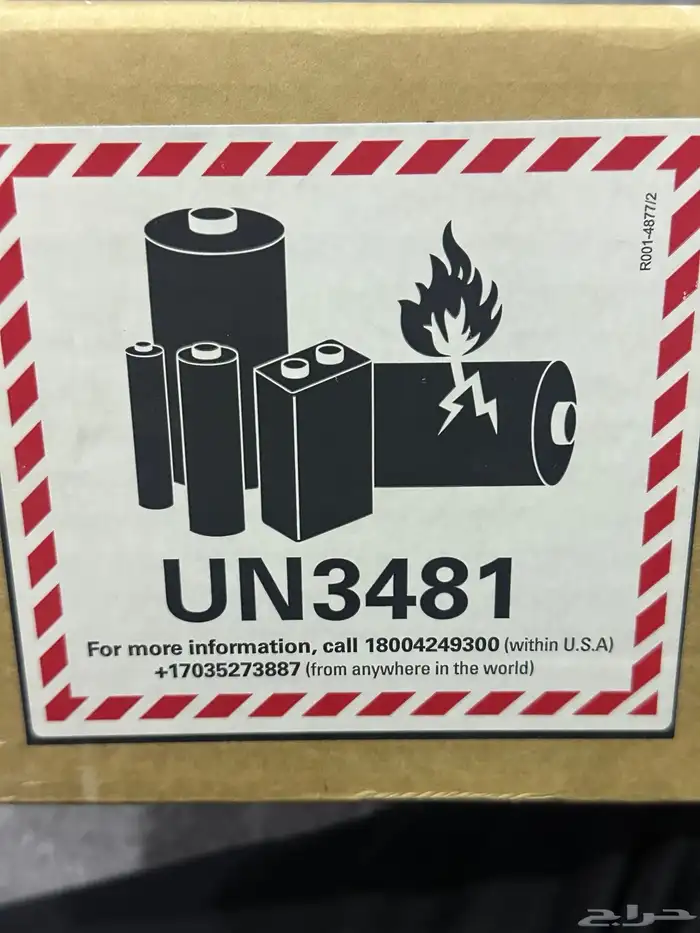 R001-4877/2
UN3481
For more information, call 18004249300 (within U.S.A)
+17035273887 (from anywhere in the world)
حراج